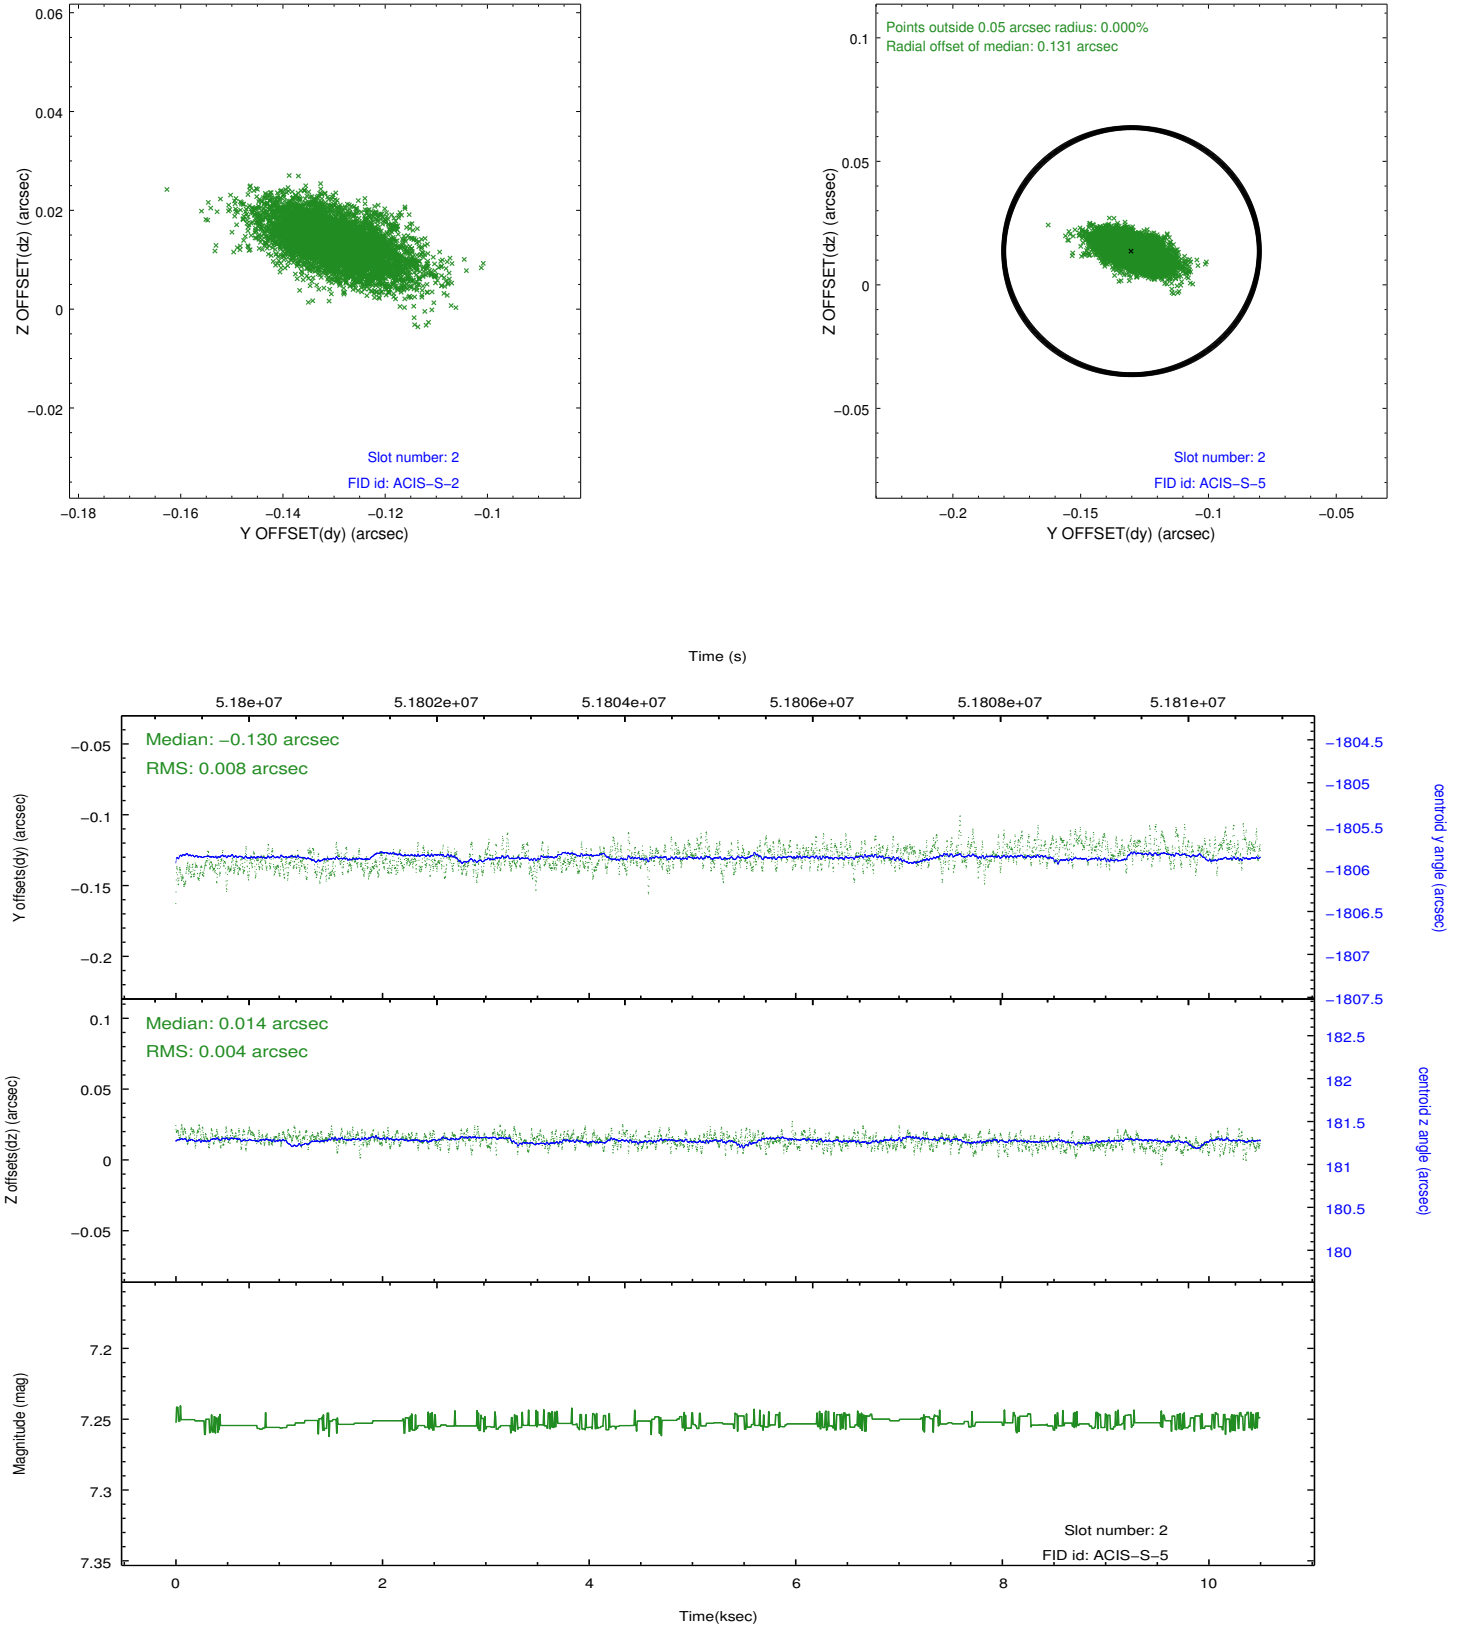 0.06
0.04
0.02
0
−0.02
Z OFFSET(dz) (arcsec)
Slot number: 2
FID id: ACIS−S−2
−0.18 −0.16 −0.14 −0.12 −0.1
Y OFFSET(dy) (arcsec)
Points outside 0.05 arcsec radius: 0.000%
Radial offset of median: 0.131 arcsec
0.1
0.05
0
−0.05
Z OFFSET(dz) (arcsec)
Slot number: 2
FID id: ACIS−S−5
−0.2 −0.15 −0.1 −0.05
Y OFFSET(dy) (arcsec)
Time (s)
5.18e+07 5.1802e+07 5.1804e+07 5.1806e+07 5.1808e+07 5.181e+07
Median: −0.130 arcsec
RMS: 0.008 arcsec
−0.05
−0.1
−0.15
−0.2
Y offsets(dy) (arcsec)
−1804.5
−1805
−1805.5
−1806
−1806.5
−1807
−1807.5
centroid y angle (arcsec)
Median: 0.014 arcsec
RMS: 0.004 arcsec
0.1
0.05
0
−0.05
Z offsets(dz) (arcsec)
182.5
182
181.5
181
180.5
180
centroid z angle (arcsec)
7.2
7.25
7.3
7.35
Magnitude (mag)
Slot number: 2
FID id: ACIS−S−5
0 2 4 6 8 10
Time(ksec)